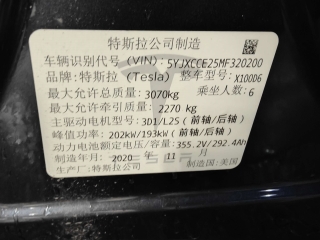 特斯拉公司制造
车辆识别代号(VIN): 5YJXCCE25MF320200
品牌: 特斯拉 (Tesla) 整车型号: X10006
最大允许总质量: 3070kg 乘坐人数: 6
最大允许牵引质量: 2270 kg
主驱动电机型号: 3D1/L2S (前轴/后轴)
峰值功率: 202kW/193kW (前轴/后轴)
动力电池额定电压/容量: 355.2V/292.4Ah
制造年月: 2020 年 11 月
生产厂: 特斯拉公司 制造国: 美国